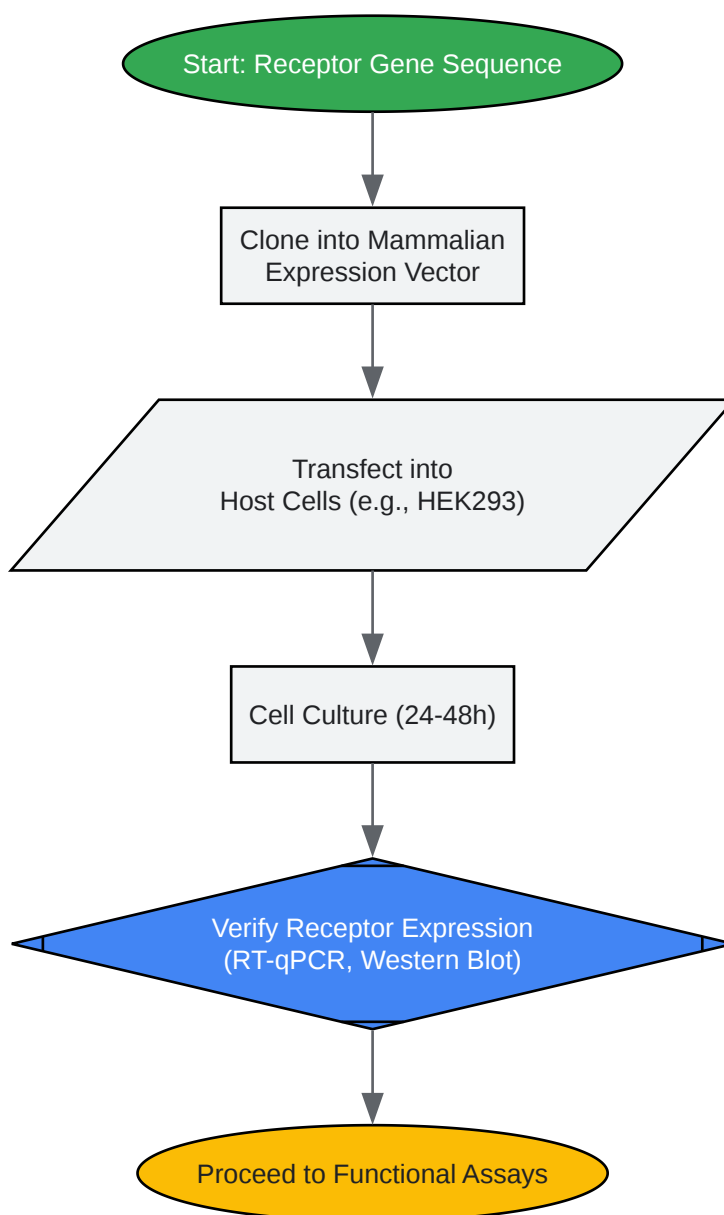 Start: Receptor Gene Sequence
Clone into Mammalian
Expression Vector
Transfect into
Host Cells (e.g., HEK293)
Cell Culture (24-48h)
Verify Receptor Expression
(RT-qPCR, Western Blot)
Proceed to Functional Assays